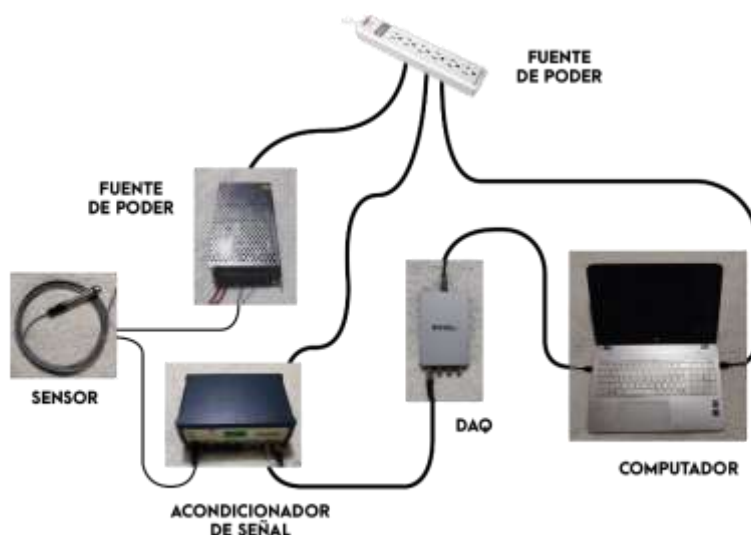 FUENTE
DE PODER
FUENTE
DE PODER
SENSOR
DAQ
COMPUTADOR
ACONDICIONADOR
DE SEÑAL